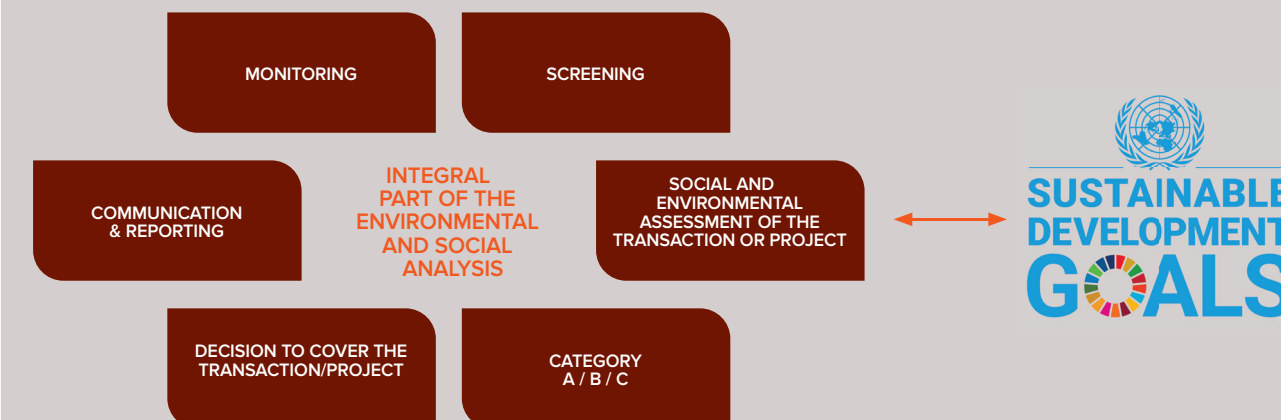 MONITORING
SCREENING
INTEGRAL
PART OF THE
ENVIRONMENTAL
AND SOCIAL
ANALYSIS
COMMUNICATION
& REPORTING
SOCIAL AND
ENVIRONMENTAL
ASSESSMENT OF THE
TRANSACTION OR PROJECT
SUSTAINABLE
DEVELOPMENT
GOALS
DECISION TO COVER THE
TRANSACTION/PROJECT
CATEGORY
A / B / C